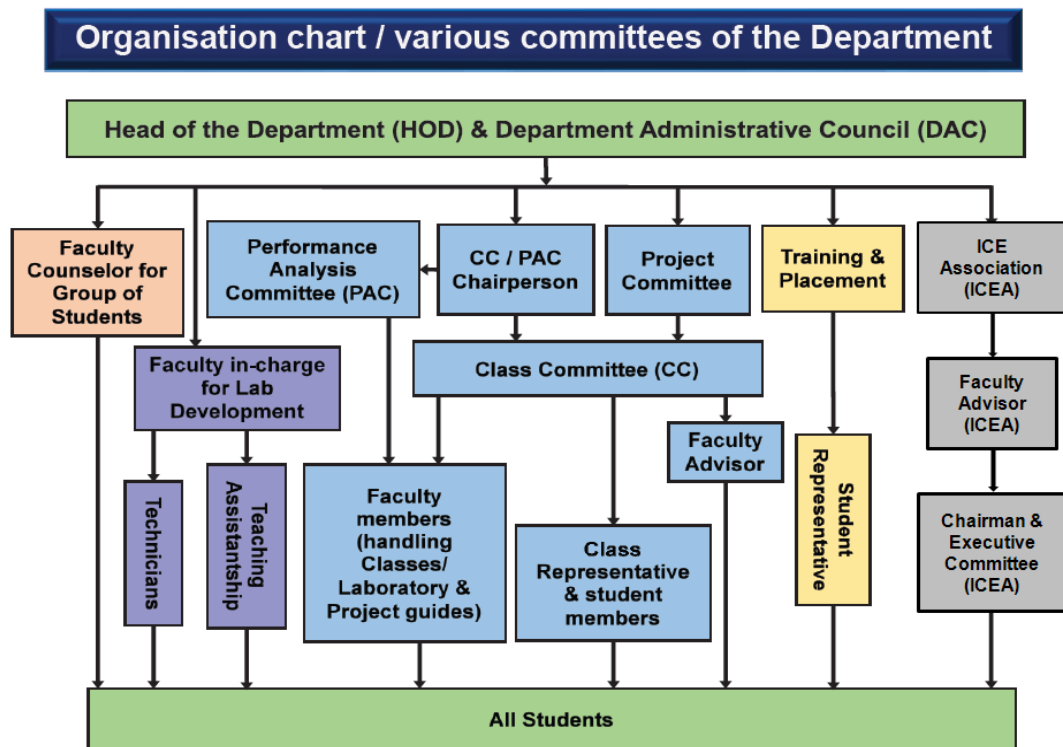 Organisation chart / various committees of the Department
Head of the Department (HOD) & Department Administrative Council (DAC)
Faculty
Counselor for
Group of
Students
Performance
Analysis
Committee (PAC)
CC / PAC
Chairperson
Project
Committee
Training &
Placement
ICE
Association
(ICEA)
Faculty in-charge
for Lab
Development
Class Committee (CC)
Faculty
Advisor
(ICEA)
Faculty
Advisor
Technicians
Teaching
Assistantship
Faculty
members
(handling
Classes/
Laboratory &
Project guides)
Class
Representative
& student
members
Student
Representative
Chairman &
Executive
Committee
(ICEA)
All Students